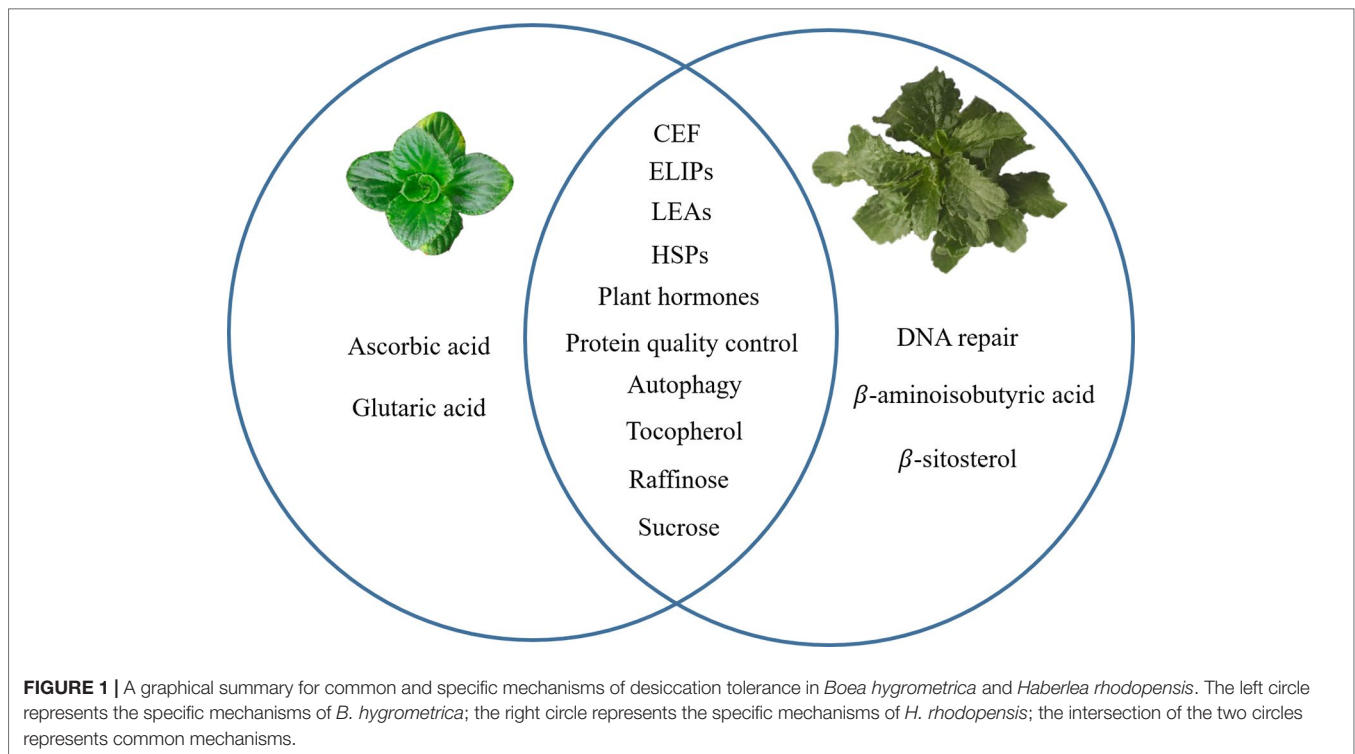 CEF
ELIPs
LEAs
HSPs
Plant hormones
Protein quality control
Autophagy
Tocopherol
Raffinose
Sucrose
Ascorbic acid
Glutaric acid
DNA repair
β-aminoisobutyric acid
β-sitosterol
FIGURE 1 | A graphical summary for common and specific mechanisms of desiccation tolerance in Boea hygrometrica and Haberlea rhodopensis. The left circle
represents the specific mechanisms of B. hygrometrica; the right circle represents the specific mechanisms of H. rhodopensis; the intersection of the two circles
represents common mechanisms.